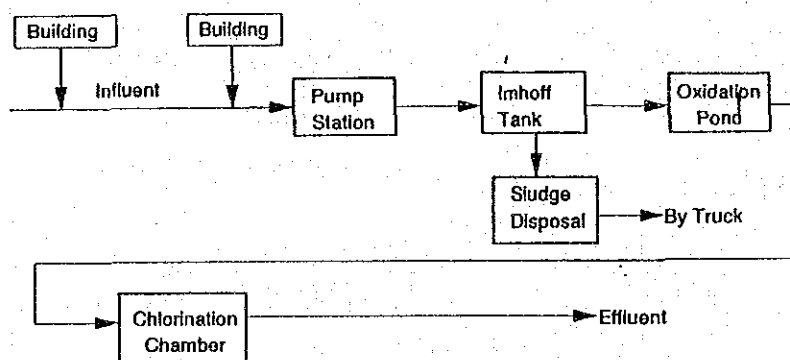 Building
Building
Influent
Pump
Station
Imhoff
Tank
Oxidation
Pond
Sludge
Disposal
By Truck
Chlorination
Chamber
Effluent